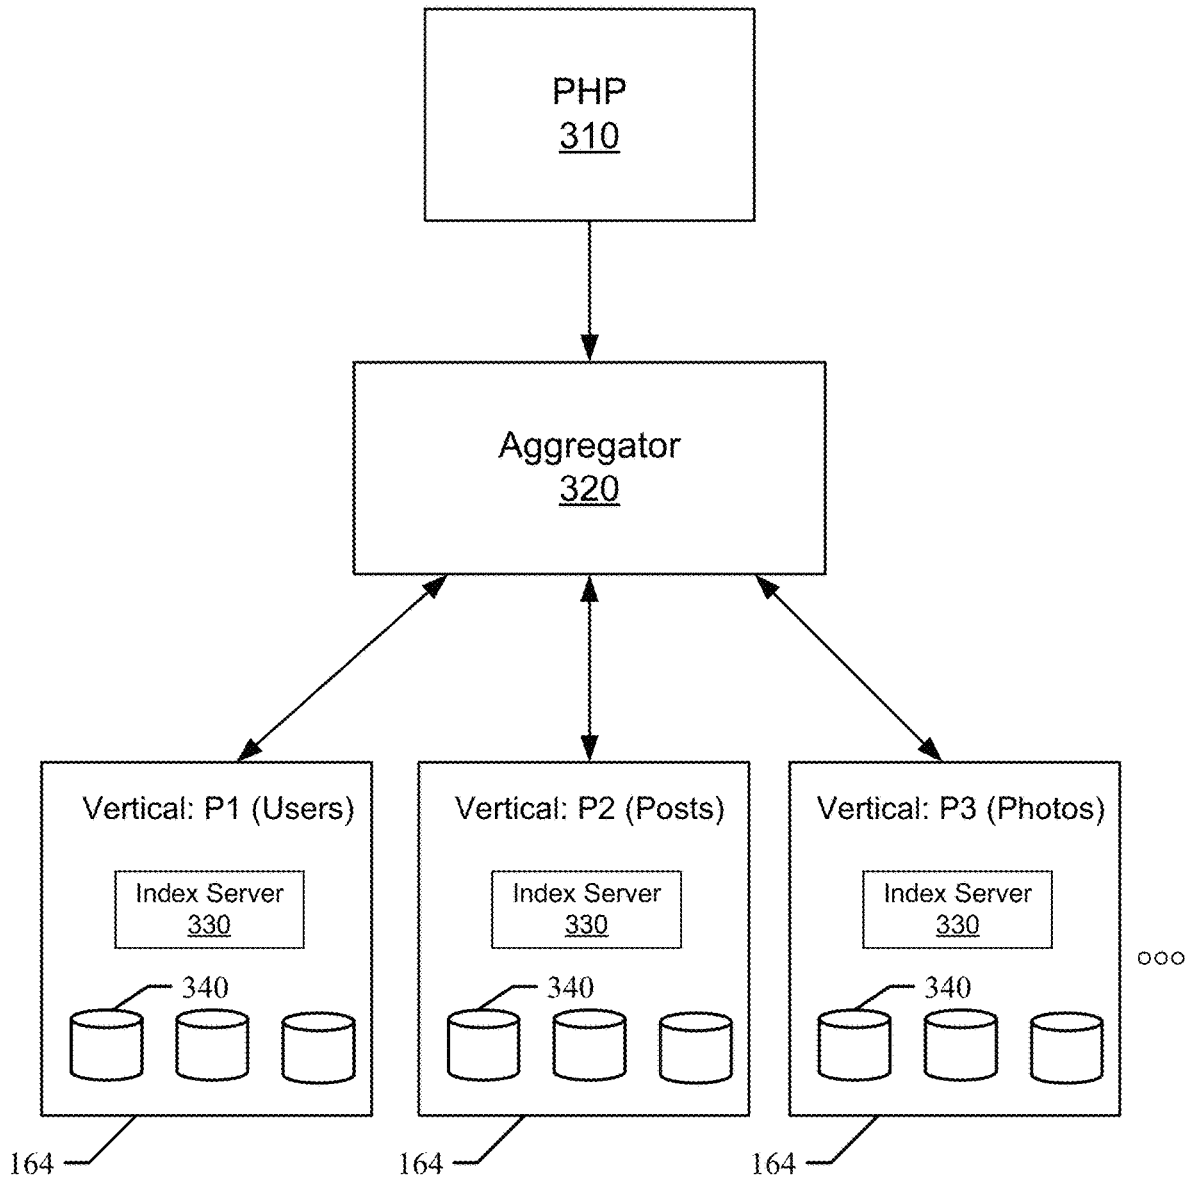 PHP
310
Aggregator
320
Vertical: P1 (Users)
Index Server
330
340
164
Vertical: P2 (Posts)
Index Server
330
340
164
Vertical: P3 (Photos)
Index Server
330
340
164